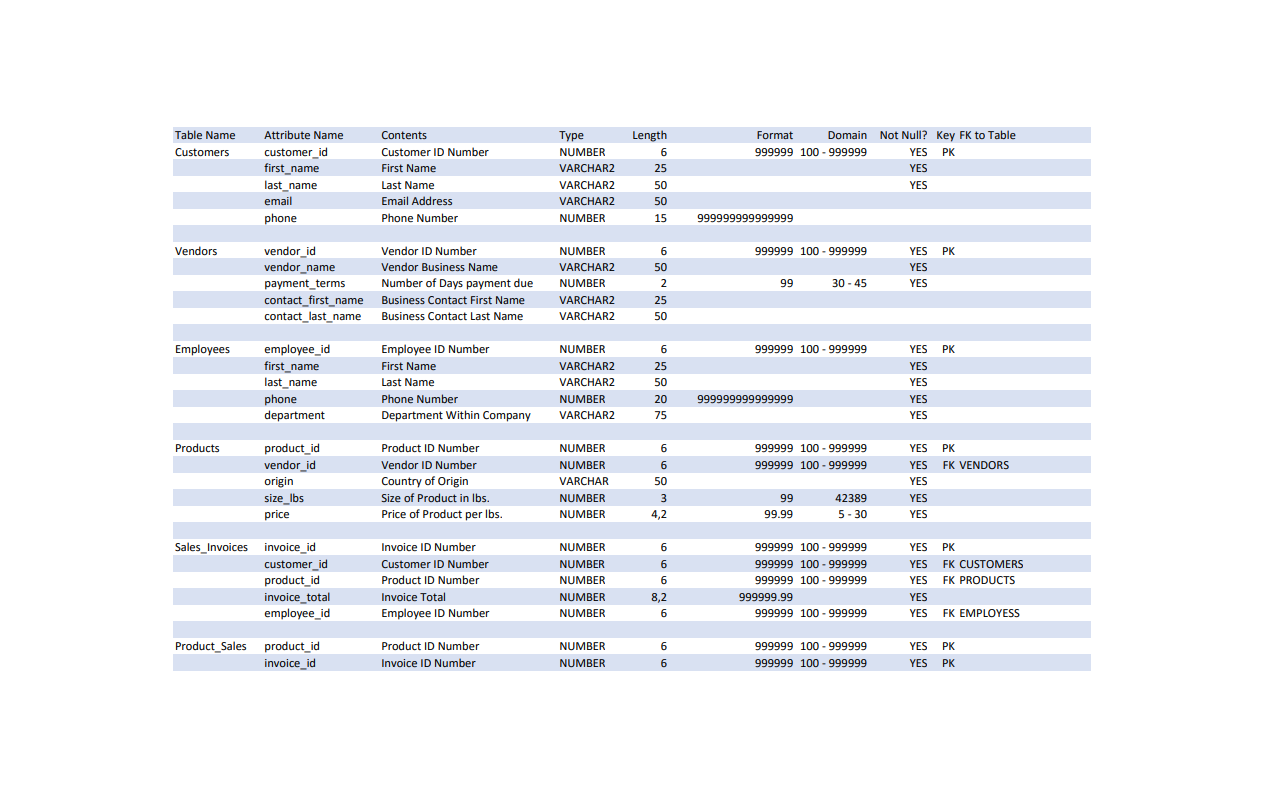 Table Name Attribute Name Contents Type Length Format Domain Not Null? Key FK to Table
Customers customer_id Customer ID Number NUMBER 6 999999 100 - 999999 YES PK
first_name First Name VARCHAR2 25 YES
last_name Last Name VARCHAR2 50 YES
email Email Address VARCHAR2 50
phone Phone Number NUMBER 15 999999999999999
Vendors vendor_id Vendor ID Number NUMBER 6 999999 100 - 999999 YES PK
vendor_name Vendor Business Name VARCHAR2 50 YES
payment_terms Number of Days payment due NUMBER 2 99 30 - 45 YES
contact_first_name Business Contact First Name VARCHAR2 25
contact_last_name Business Contact Last Name VARCHAR2 50
Employees employee_id Employee ID Number NUMBER 6 999999 100 - 999999 YES PK
first_name First Name VARCHAR2 25 YES
last_name Last Name VARCHAR2 50 YES
phone Phone Number NUMBER 20 999999999999999 YES
department Department Within Company VARCHAR2 75 YES
Products product_id Product ID Number NUMBER 6 999999 100 - 999999 YES PK
vendor_id Vendor ID Number NUMBER 6 999999 100 - 999999 YES FK VENDORS
origin Country of Origin VARCHAR 50 YES
size_lbs Size of Product in lbs. NUMBER 3 99 42389 YES
price Price of Product per lbs. NUMBER 4,2 99.99 5 - 30 YES
Sales_Invoices invoice_id Invoice ID Number NUMBER 6 999999 100 - 999999 YES PK
customer_id Customer ID Number NUMBER 6 999999 100 - 999999 YES FK CUSTOMERS
product_id Product ID Number NUMBER 6 999999 100 - 999999 YES FK PRODUCTS
invoice_total Invoice Total NUMBER 8,2 999999.99 YES
employee_id Employee ID Number NUMBER 6 999999 100 - 999999 YES FK EMPLOYESS
Product_Sales product_id Product ID Number NUMBER 6 999999 100 - 999999 YES PK
invoice_id Invoice ID Number NUMBER 6 999999 100 - 999999 YES PK